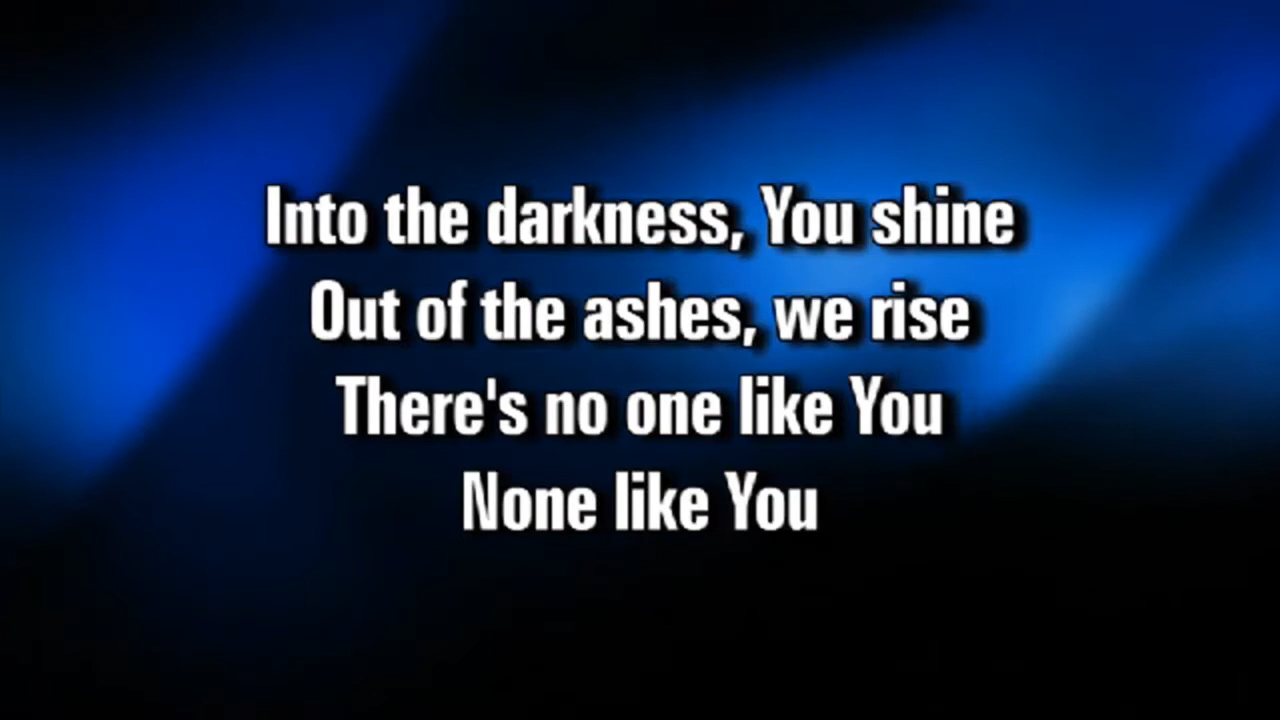 Into the darkness, You shine
Out of the ashes, we rise
There's no one like You
None like You